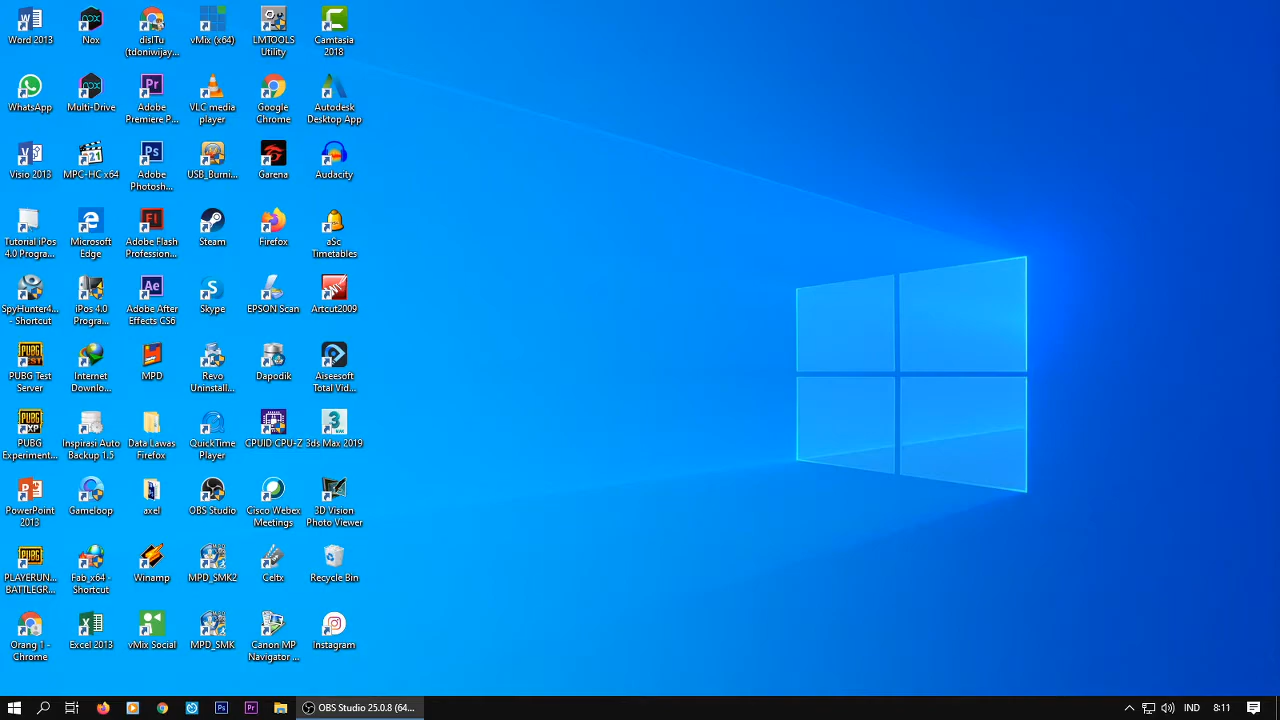 Word 2013
Nox
disITu
(tdoniwijay...
vMix (x64)
LMTOOLS
Utility
Camtasia
2018
WhatsApp
Multi-Drive
Adobe
Premiere P...
VLC media
player
Google
Chrome
Autodesk
Desktop App
Visio 2013
MPC-HC x64
Adobe
Photosh...
USB_Burni...
Garena
Audacity
Tutorial iPos
4.0 Progra...
Microsoft
Edge
Adobe Flash
Profession...
Steam
Firefox
aSc
Timetables
SpyHunter4...
- Shortcut
iPos 4.0
Progra...
Adobe After
Effects CS6
Skype
EPSON Scan
Artcut2009
PUBG Test
Server
Internet
Downlo...
MPD
Revo
Uninstall...
Dapodik
Aiseesoft
Total Vid...
PUBG
Experiment...
Inspirasi Auto
Backup 1.5
Data Lawas
Firefox
QuickTime
Player
CPUID CPU-Z
3ds Max 2019
PowerPoint
2013
Gameloop
axel
OBS Studio
Cisco Webex
Meetings
3D Vision
Photo Viewer
PLAYERUN...
BATTLEGR...
Fab_x64 -
Shortcut
Winamp
MPD_SMK2
Celtx
Recycle Bin
Orang 1 -
Chrome
Excel 2013
vMix Social
MPD_SMK
Canon MP
Navigator ...
Instagram
OBS Studio 25.0.8 (64...
IND
8:11